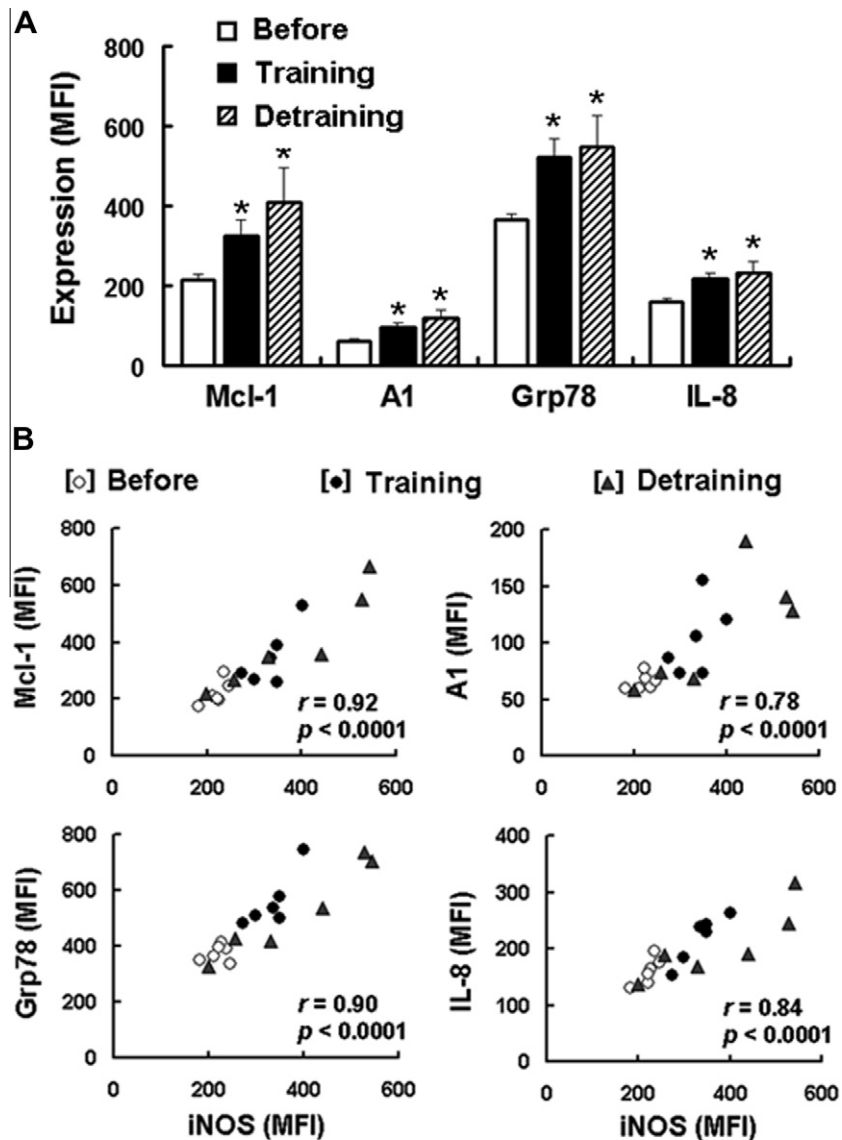 A
Before
Training
Detraining
Expression (MFI)
800
600
400
200
0
* * * * * * * *
Mcl-1 A1 Grp78 IL-8
B
[○] Before [●] Training [▲] Detraining
Mcl-1 (MFI)
800
600
400
200
0
r = 0.92
p < 0.0001
0 200 400 600
A1 (MFI)
200
150
100
50
0
r = 0.78
p < 0.0001
0 200 400 600
Grp78 (MFI)
800
600
400
200
0
r = 0.90
p < 0.0001
0 200 400 600
iNOS (MFI)
IL-8 (MFI)
400
300
200
100
0
r = 0.84
p < 0.0001
0 200 400 600
iNOS (MFI)